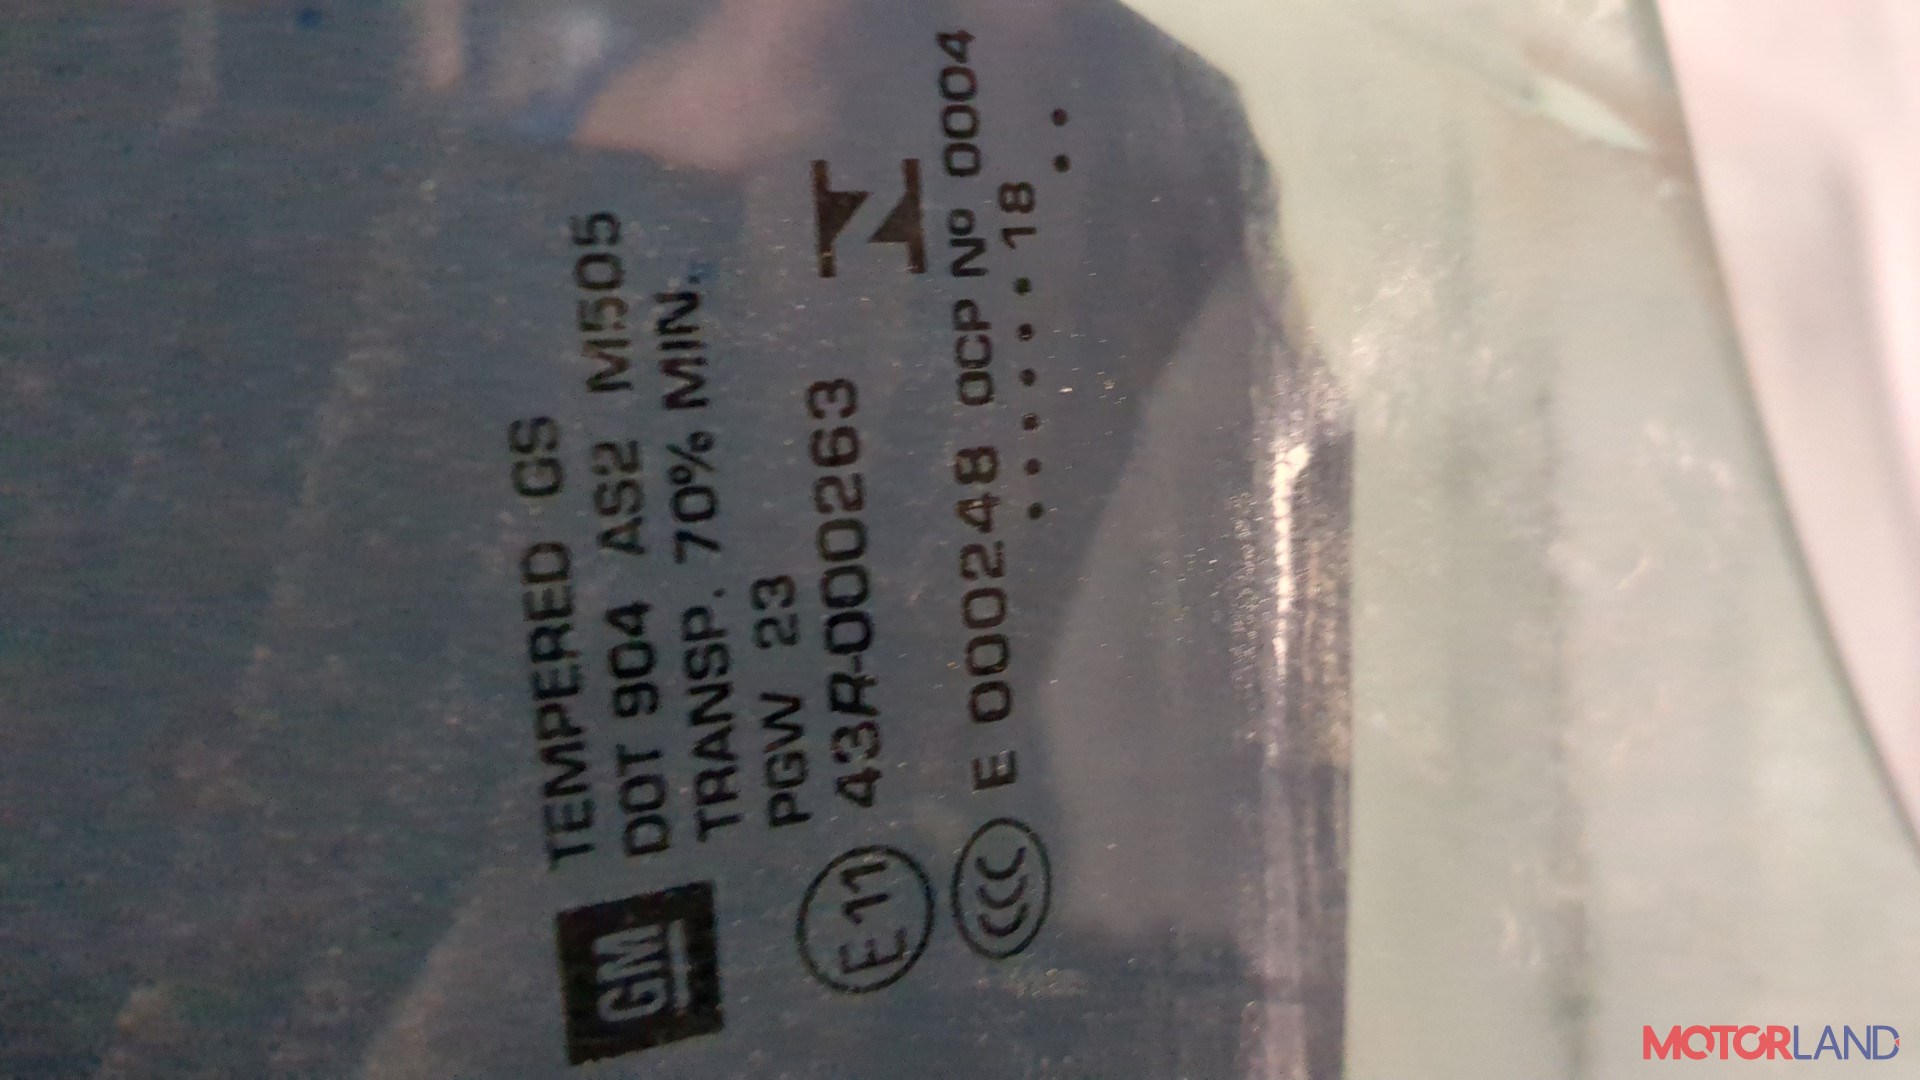 GM
TEMPERED GS
DOT 904 AS2 M505
TRANSP. 70% MIN.
PGW 23
E11 43R-000263
CCC E 000248 OCP Nº 0004
• • • • • • 18 • •
MOTORLAND